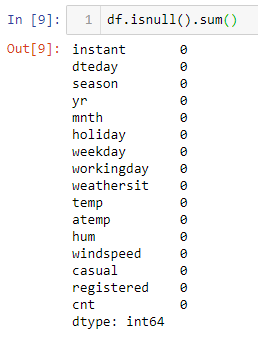 In [9]: 1 df.isnull().sum()
Out[9]: instant 0
dteday 0
season 0
yr 0
mnth 0
holiday 0
weekday 0
workingday 0
weathersit 0
temp 0
atemp 0
hum 0
windspeed 0
casual 0
registered 0
cnt 0
dtype: int64